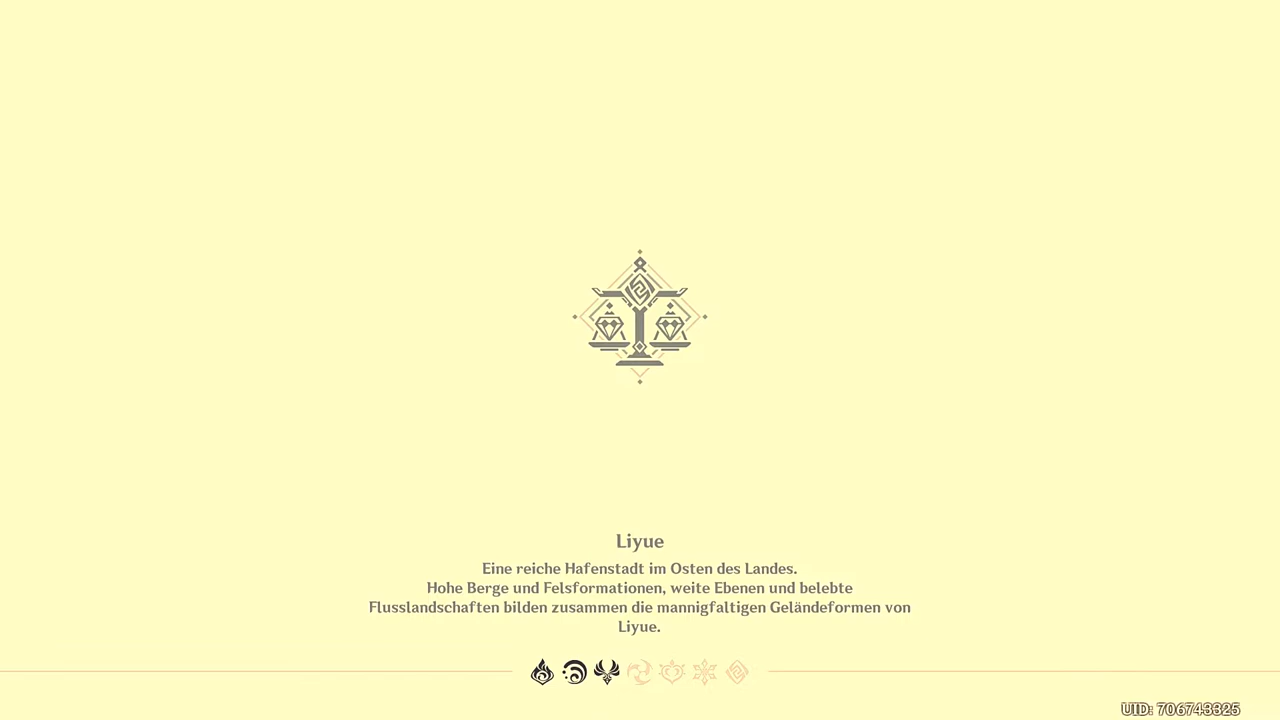 Liyue
Eine reiche Hafenstadt im Osten des Landes.
Hohe Berge und Felsformationen, weite Ebenen und belebte
Flusslandschaften bilden zusammen die mannigfaltigen Geländeformen von
Liyue.
UID: 706743325